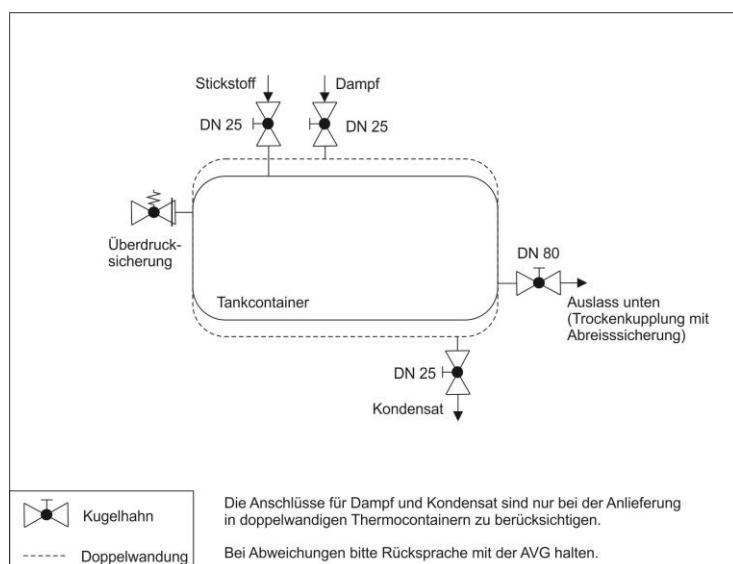 Stickstoff
Dampf
DN 25
DN 25
Überdruck-
sicherung
Tankcontainer
DN 80
Auslass unten
(Trockenkupplung mit
Abreisssicherung)
DN 25
Kondensat
Kugelhahn
Doppelwandung
Die Anschlüsse für Dampf und Kondensat sind nur bei der Anlieferung
in doppelwandigen Thermocontainern zu berücksichtigen.
Bei Abweichungen bitte Rücksprache mit der AVG halten.